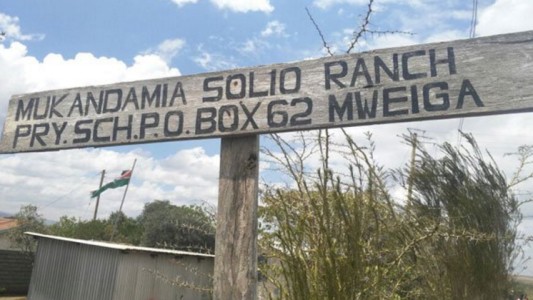 MUKANDAMIA SOLIO RANCH
PRY. SCH. P.O. BOX 62 MWEIGA